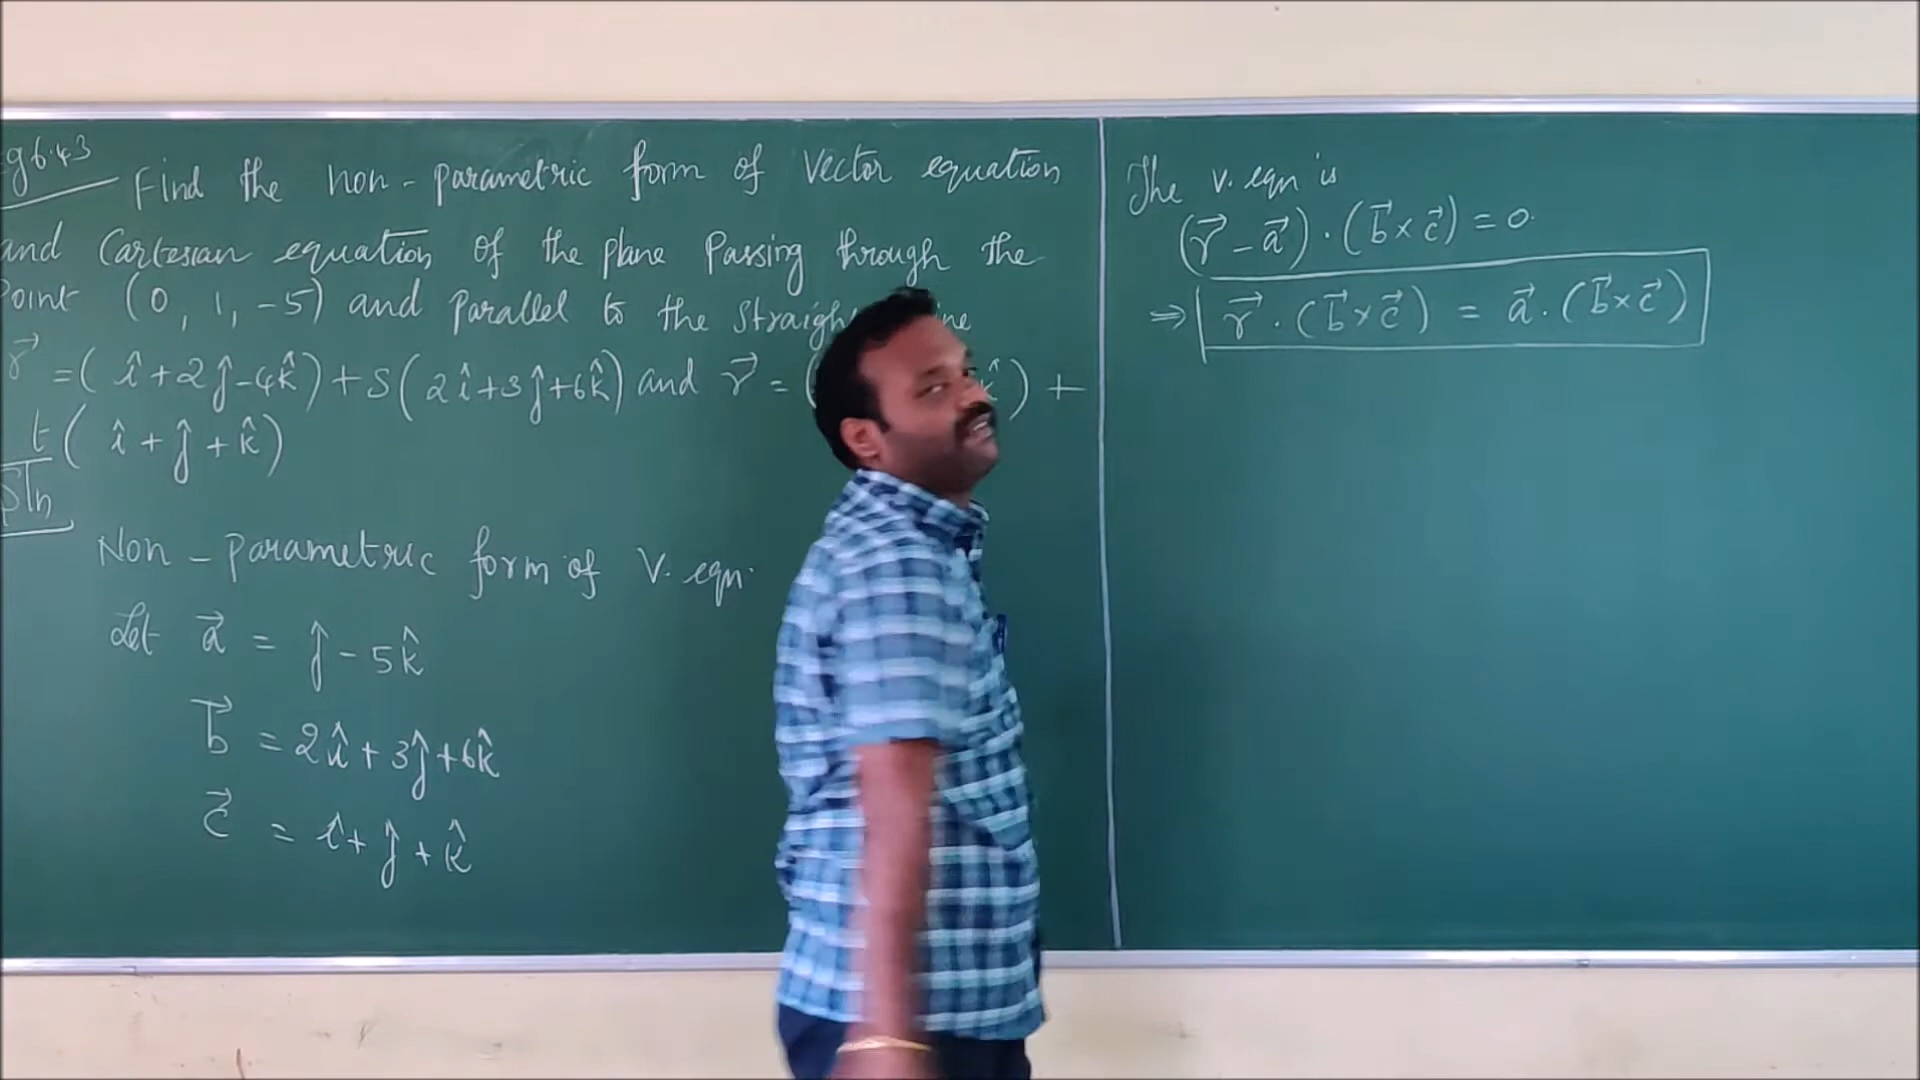 eg 6.43
Find the non-parametric form of Vector equation
and Cartesian equation of the plane Passing through the
Point (0, 1, -5) and Parallel to the
r⃗ = (î+2ĵ-4k̂)+S(2î+3ĵ+6k̂) and r⃗ = ( k̂) +
t(î+ĵ+k̂)
Sln
Non-parametric form of V. eqn.
Let a⃗ = ĵ-5k̂
b⃗ = 2î+3ĵ+6k̂
c⃗ = î+ĵ+k̂
The v. eqn is
(r⃗-a⃗)·(b⃗×c⃗) = 0
⇒ r⃗·(b⃗×c⃗) = a⃗·(b⃗×c⃗)